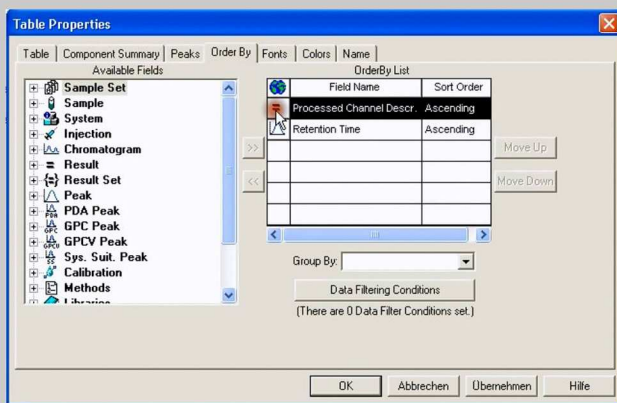 Table Properties
Table Component Summary Peaks Order By Fonts Colors Name
Available Fields
Sample Set
Sample
System
Injection
Chromatogram
Result
Result Set
Peak
PDA Peak
GPC Peak
GPCV Peak
Sys. Suit. Peak
Calibration
Methods
Libraries
>>
<<
OrderBy List
Field Name Sort Order
Processed Channel Descr. Ascending
Retention Time Ascending
Move Up
Move Down
Group By:
Data Filtering Conditions
(There are 0 Data Filter Conditions set.)
OK Abbrechen Übernehmen Hilfe